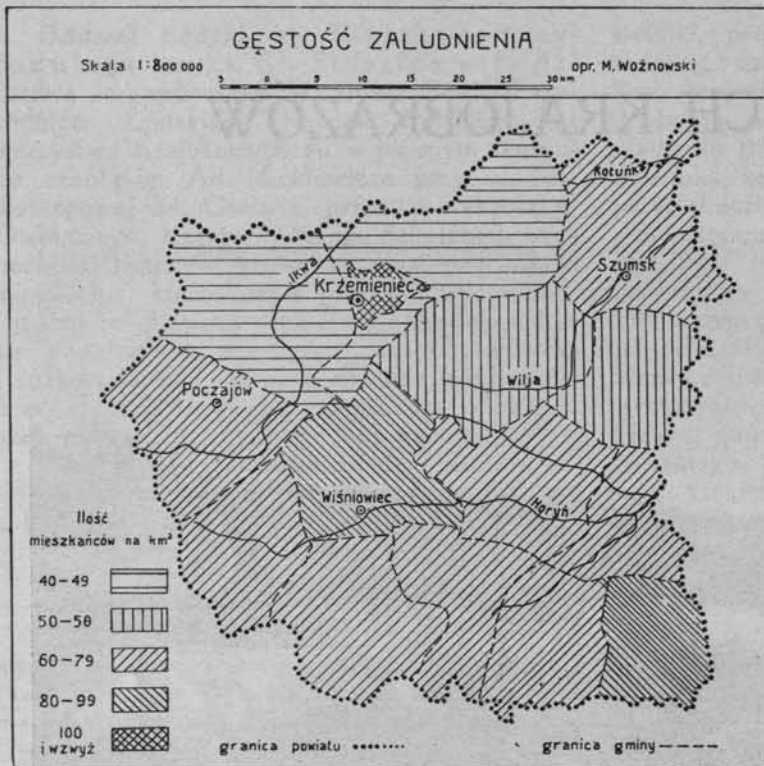 GĘSTOŚĆ ZALUDNIENIA
Skala 1:800 000
opr. M. Woźnowski
5 0 5 10 15 20 25 30 km
Rotunka
Ikwa
Krzemieniec
Szumsk
Poczajów
Wilja
Wiśniowiec
Horyń
Ilość
mieszkańców na km²
40-49
50-58
60-79
80-99
100
i wzwyż
granica powiatu
granica gminy